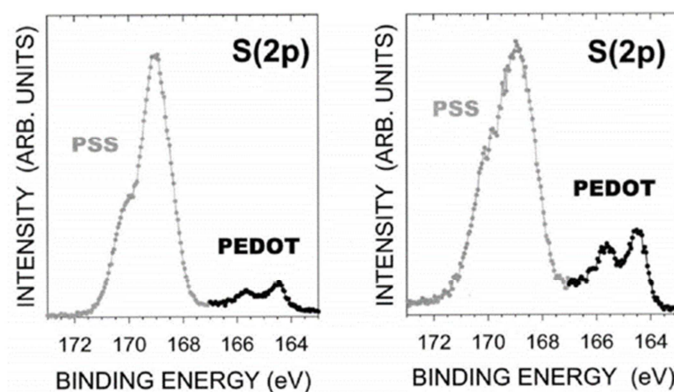 S(2p)
PSS
PEDOT
INTENSITY (ARB. UNITS)
172 170 168 166 164
BINDING ENERGY (eV)
S(2p)
PSS
PEDOT
INTENSITY (ARB. UNITS)
172 170 168 166 164
BINDING ENERGY (eV)